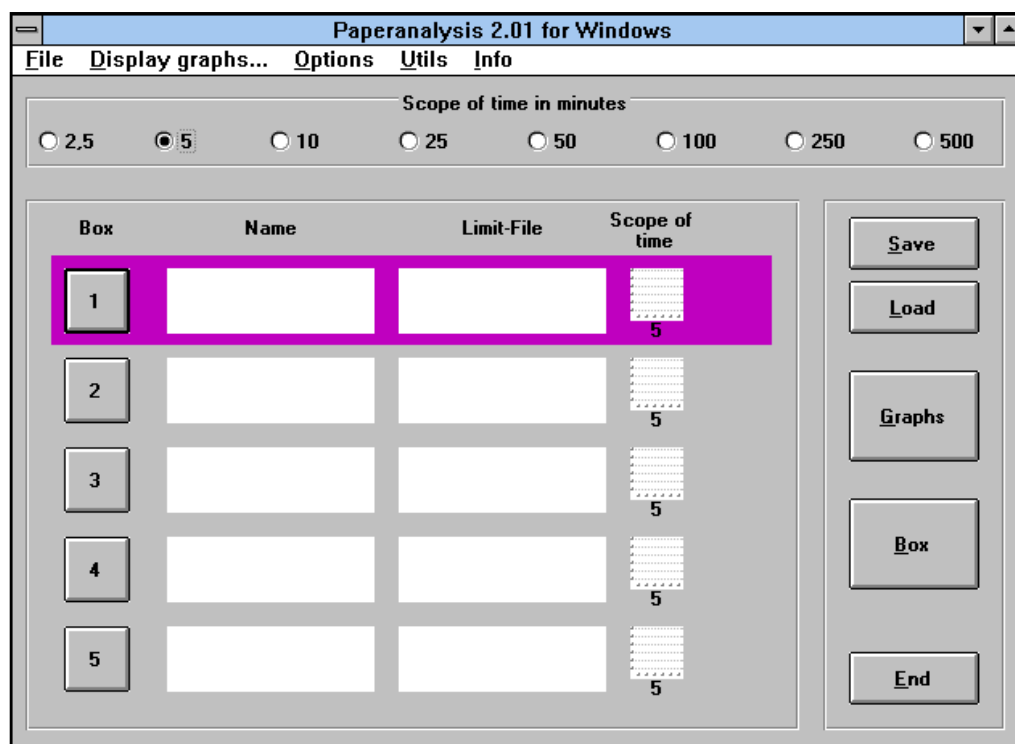 Paperanalysis 2.01 for Windows
File Display graphs... Options Utils Info
Scope of time in minutes
2,5 5 10 25 50 100 250 500
Box Name Limit-File Scope of time
1
5
2
5
3
5
4
5
5
5
Save
Load
Graphs
Box
End